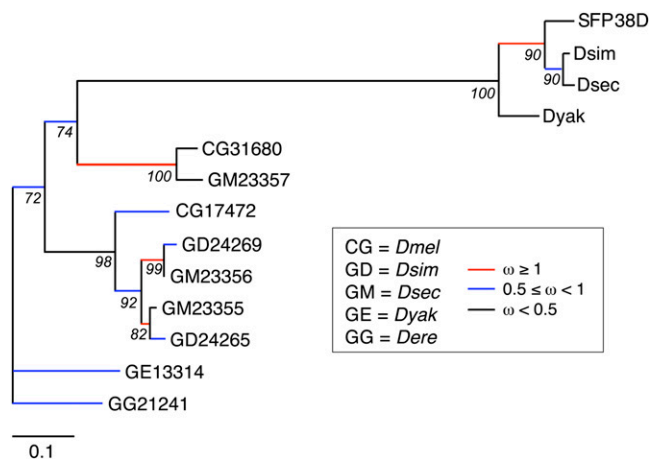 SFP38D
90
Dsim
90
Dsec
100
Dyak
74
CG31680
100
GM23357
72
CG17472
98
GD24269
99
GM23356
92
GM23355
82
GD24265
GE13314
GG21241
0.1
CG = Dmel
GD = Dsim
GM = Dsec
GE = Dyak
GG = Dere
ω ≥ 1
0.5 ≤ ω < 1
ω < 0.5